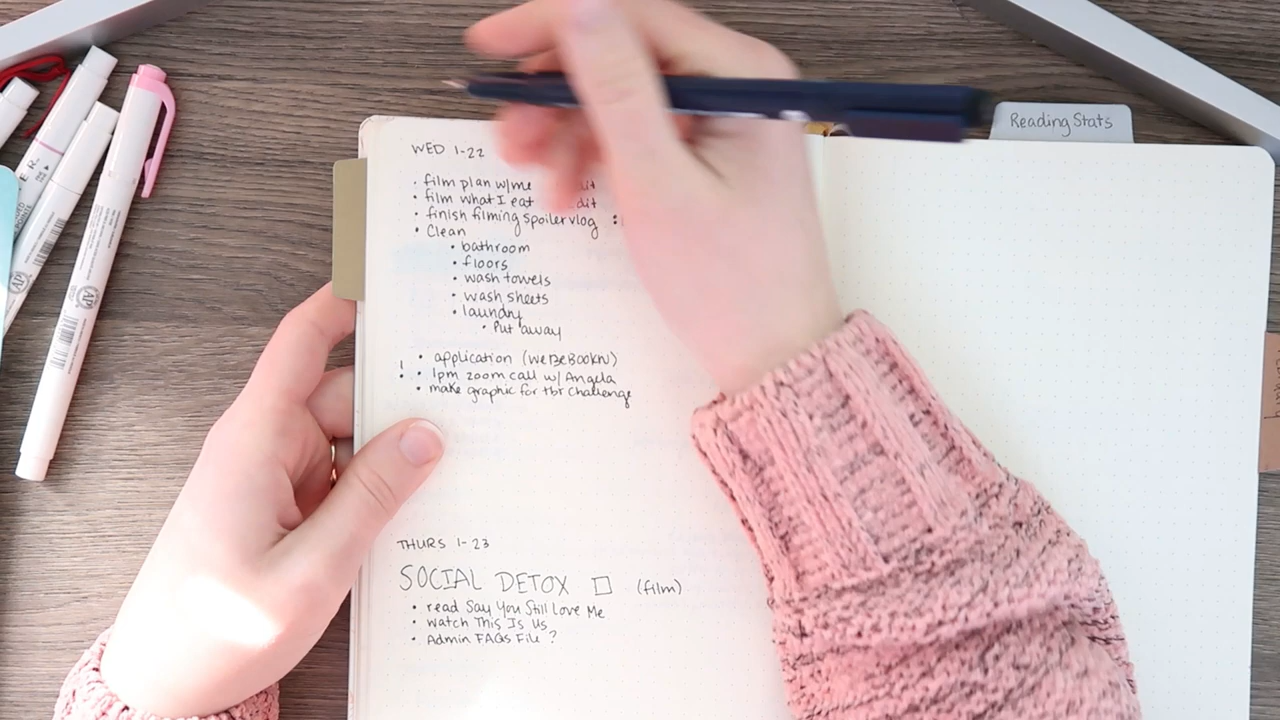 Reading Stats
WED 1-22
• film plan w/me
• film what I eat
• finish filming spoiler vlog
• Clean
• bathroom
• floors
• wash towels
• wash sheets
• laundry
• Put away
• application (WeBeBookN)
! • 1pm zoom call w/ Angela
• make graphic for tbr challenge
THURS 1-23
SOCIAL DETOX □ (film)
• read Say You Still Love Me
• watch This Is Us
• Admin FAQs File ?